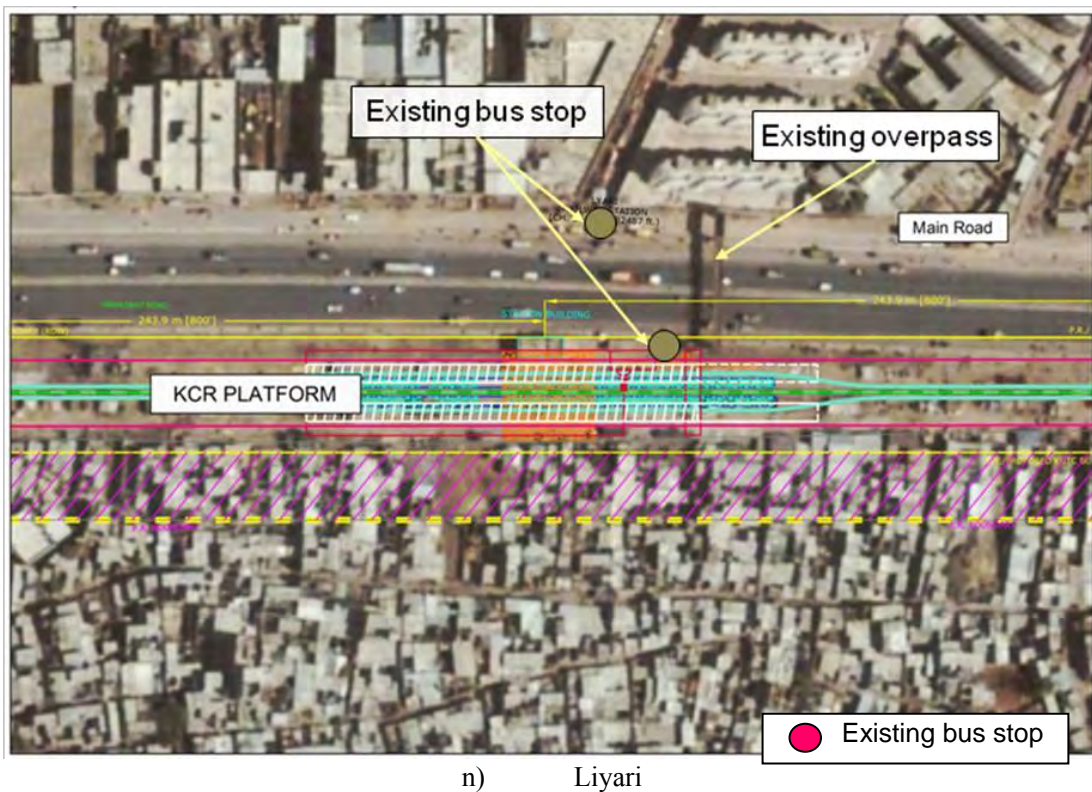 Existing bus stop
Existing overpass
Main Road
243.9 m [800']
243.9 m [800']
STATION BUILDING
KCR PLATFORM
Existing bus stop
n) Liyari